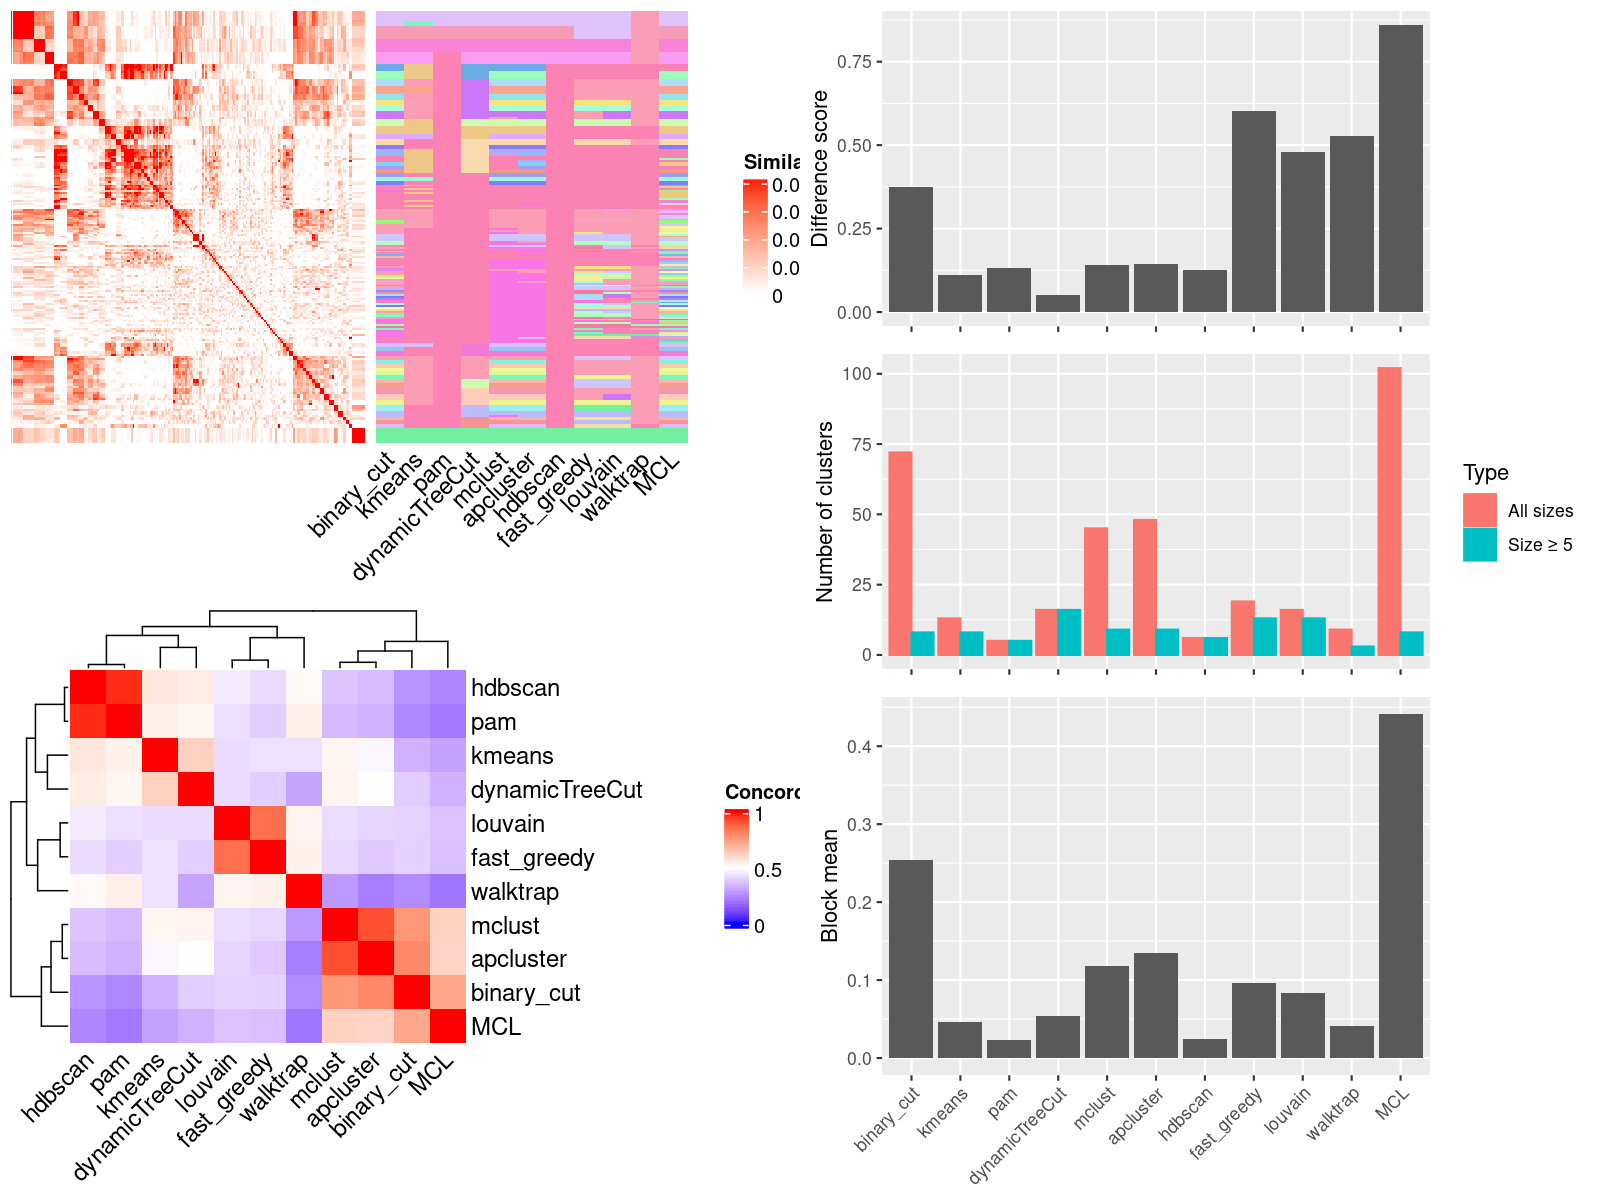 Simila
0.0
0.0
0.0
0.0
0
binary_cut
kmeans
pam
dynamicTreeCut
mclust
apcluster
hdbscan
fast_greedy
louvain
walktrap
MCL
hdbscan
pam
kmeans
dynamicTreeCut
louvain
fast_greedy
walktrap
mclust
apcluster
binary_cut
MCL
hdbscan
pam
kmeans
dynamicTreeCut
louvain
fast_greedy
walktrap
mclust
apcluster
binary_cut
MCL
Concord
1
0.5
0
Difference score
0.75
0.50
0.25
0.00
Number of clusters
100
75
50
25
0
Type
All sizes
Size ≥ 5
Block mean
0.4
0.3
0.2
0.1
0.0
binary_cut
kmeans
pam
dynamicTreeCut
mclust
apcluster
hdbscan
fast_greedy
louvain
walktrap
MCL